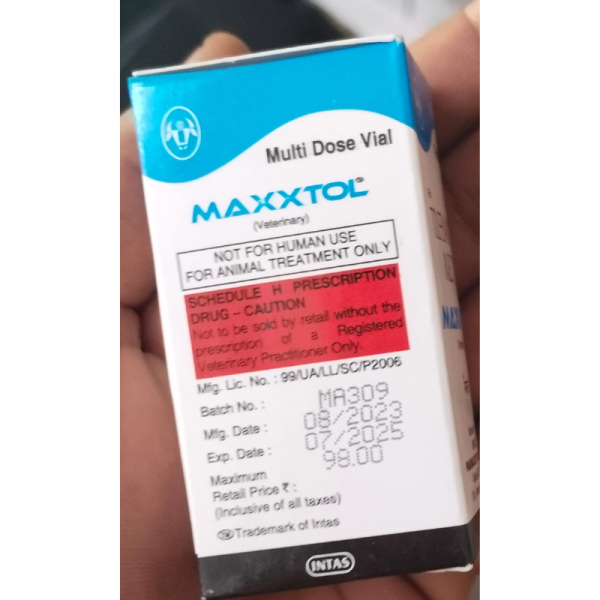 Multi Dose Vial
MAXXTOL®
(Veterinary)
NOT FOR HUMAN USE
FOR ANIMAL TREATMENT ONLY
SCHEDULE H PRESCRIPTION
DRUG – CAUTION
Not to be sold by retail without the
prescription of a Registered
Veterinary Practitioner Only.
Mfg. Lic. No. : 99/UA/LL/SC/P2006
Batch No. : MA309
Mfg. Date : 08/2023
Exp. Date : 07/2025
Maximum 98.00
Retail Price ₹ :
(Inclusive of all taxes)
Trademark of Intas
INTAS